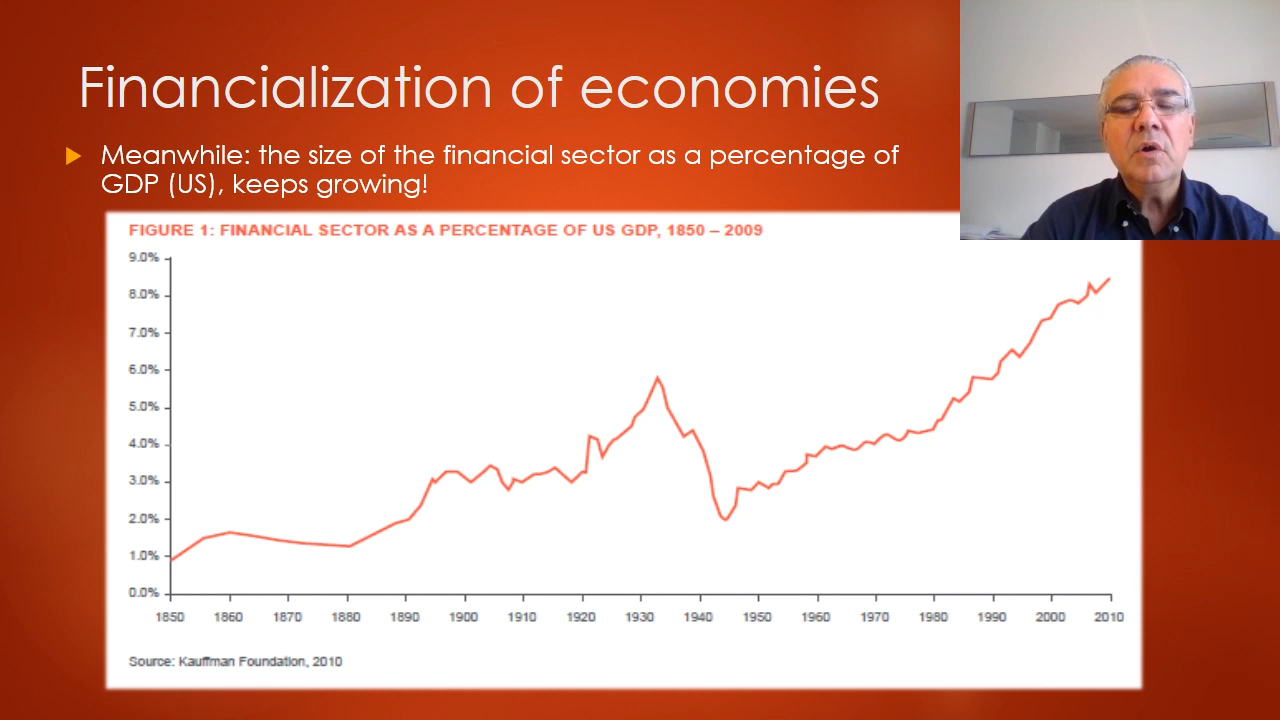 Financialization of economies
Meanwhile: the size of the financial sector as a percentage of
GDP (US), keeps growing!
FIGURE 1: FINANCIAL SECTOR AS A PERCENTAGE OF US GDP, 1850 – 2009
9.0%
8.0%
7.0%
6.0%
5.0%
4.0%
3.0%
2.0%
1.0%
0.0%
1850 1860 1870 1880 1890 1900 1910 1920 1930 1940 1950 1960 1970 1980 1990 2000 2010
Source: Kauffman Foundation, 2010